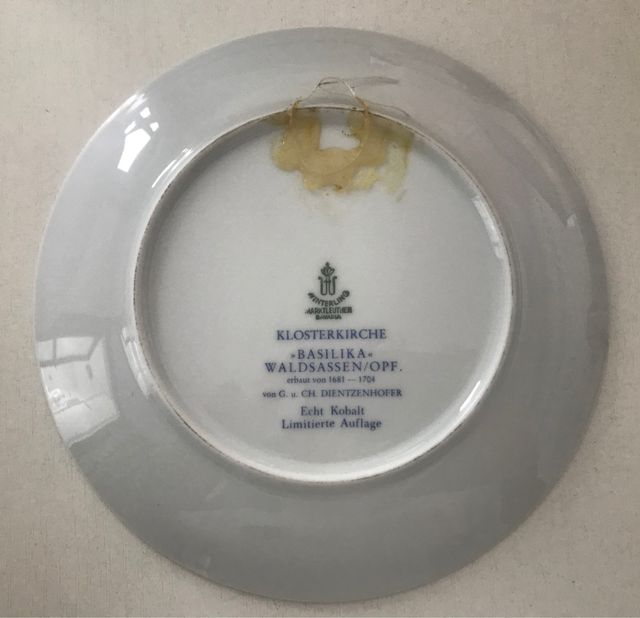 WINTERLING
MARKTLEUTHEN
BAVARIA
KLOSTERKIRCHE
»BASILIKA«
WALDSASSEN/OPF.
erbaut von 1681 — 1704
von G. u. CH. DIENTZENHOFER
Echt Kobalt
Limitierte Auflage